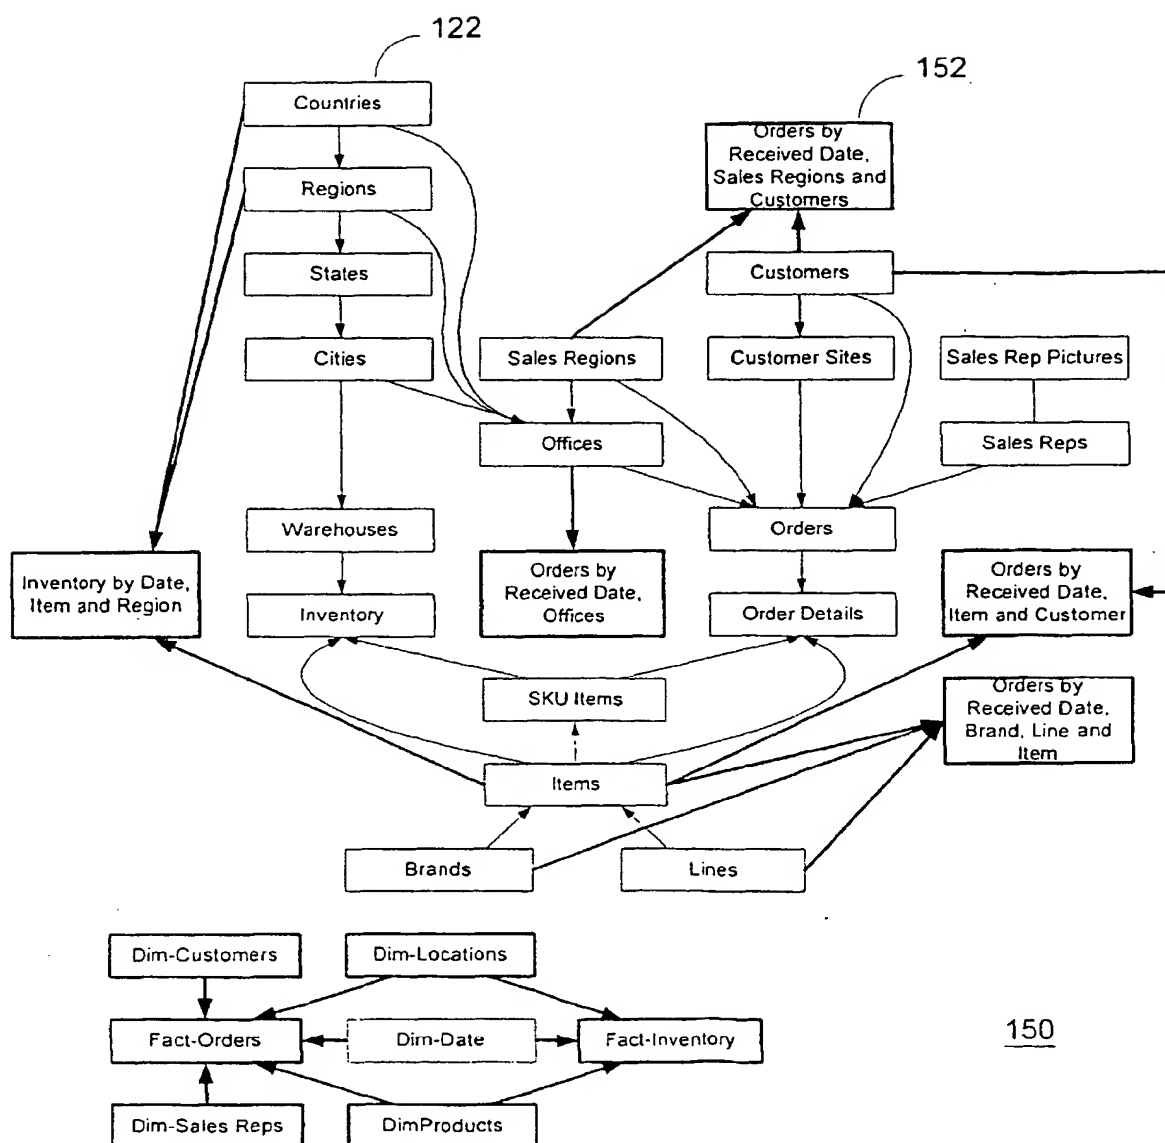 122
152
Countries
Orders by
Received Date,
Sales Regions and
Customers
Regions
States
Customers
Cities
Sales Regions
Customer Sites
Sales Rep Pictures
Offices
Sales Reps
Warehouses
Orders
Inventory by Date,
Item and Region
Orders by
Received Date,
Offices
Orders by
Received Date,
Item and Customer
Inventory
Order Details
SKU Items
Orders by
Received Date,
Brand, Line and
Item
Items
Brands
Lines
Dim-Customers
Dim-Locations
Fact-Orders
Dim-Date
Fact-Inventory
150
Dim-Sales Reps
DimProducts